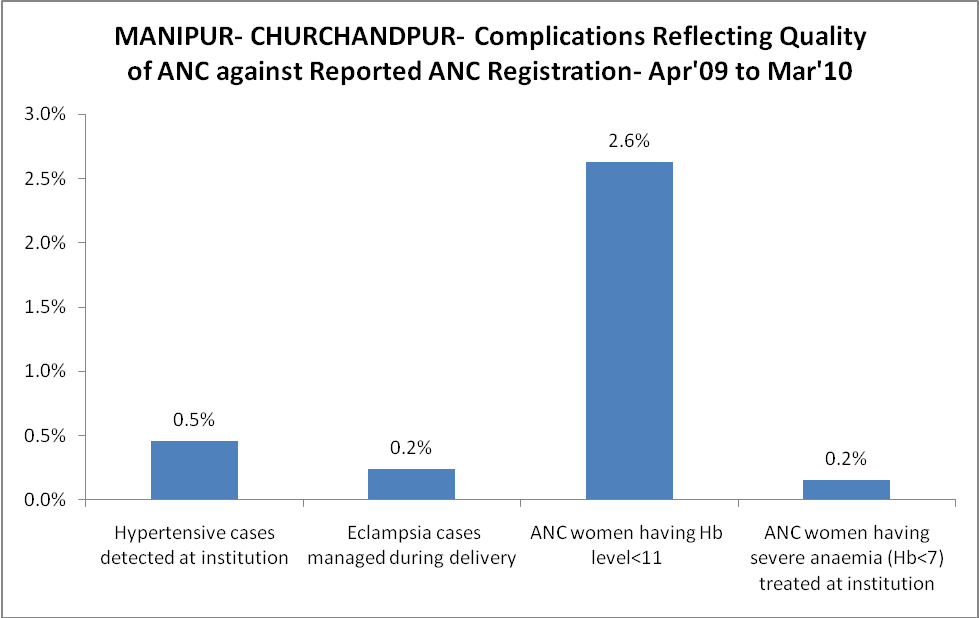 MANIPUR- CHURCHANDPUR- Complications Reflecting Quality
of ANC against Reported ANC Registration- Apr'09 to Mar'10
3.0%
2.5%
2.0%
1.5%
1.0%
0.5%
0.0%
0.5%
0.2%
2.6%
0.2%
Hypertensive cases
detected at institution
Eclampsia cases
managed during delivery
ANC women having Hb
level<11
ANC women having
severe anaemia (Hb<7)
treated at institution